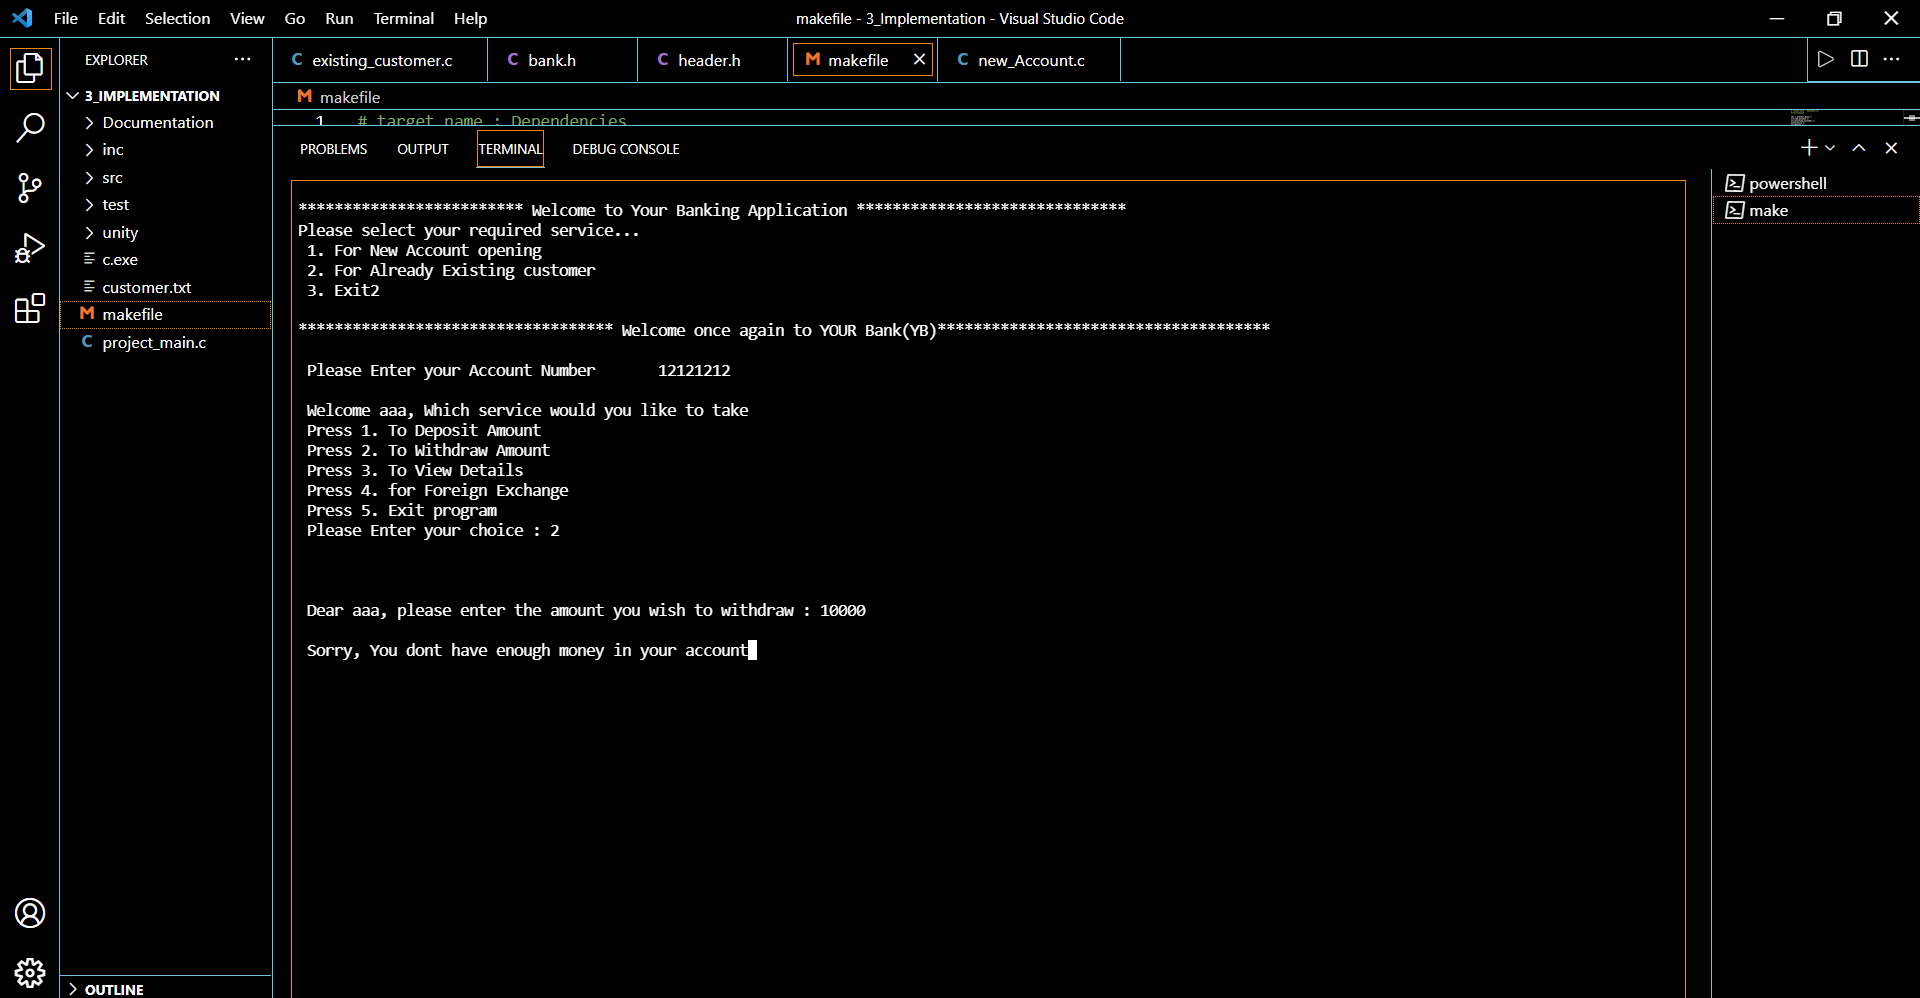 File Edit Selection View Go Run Terminal Help
makefile - 3_Implementation - Visual Studio Code
EXPLORER
3_IMPLEMENTATION
Documentation
inc
src
test
unity
c.exe
customer.txt
M makefile
C project_main.c
OUTLINE
C existing_customer.c
C bank.h
C header.h
M makefile
C new_Account.c
M makefile
1 # target name : Dependencies
PROBLEMS OUTPUT TERMINAL DEBUG CONSOLE
powershell
make
************************* Welcome to Your Banking Application ******************************
Please select your required service...
1. For New Account opening
2. For Already Existing customer
3. Exit2
*********************************** Welcome once again to YOUR Bank(YB)*************************************
Please Enter your Account Number 12121212
Welcome aaa, Which service would you like to take
Press 1. To Deposit Amount
Press 2. To Withdraw Amount
Press 3. To View Details
Press 4. for Foreign Exchange
Press 5. Exit program
Please Enter your choice : 2
Dear aaa, please enter the amount you wish to withdraw : 10000
Sorry, You dont have enough money in your account